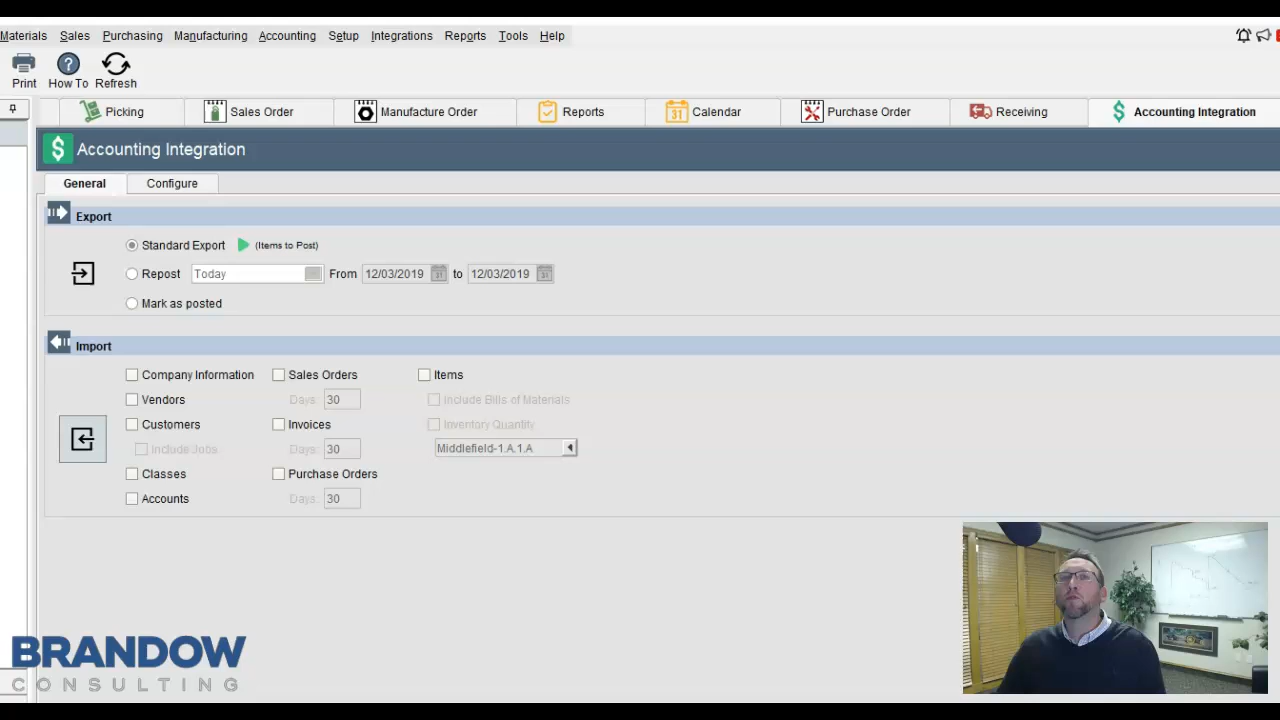 Materials Sales Purchasing Manufacturing Accounting Setup Integrations Reports Tools Help
Print How To Refresh
Picking Sales Order Manufacture Order Reports Calendar Purchase Order Receiving Accounting Integration
Accounting Integration
General Configure
Export
Standard Export (Items to Post)
Repost Today From 12/03/2019 to 12/03/2019
Mark as posted
Import
Company Information Sales Orders Items
Vendors Days: 30 Include Bills of Materials
Customers Invoices Inventory Quantity
Include Jobs Days: 30 Middlefield-1.A.1.A
Classes Purchase Orders
Accounts Days: 30
BRANDOW
CONSULTING